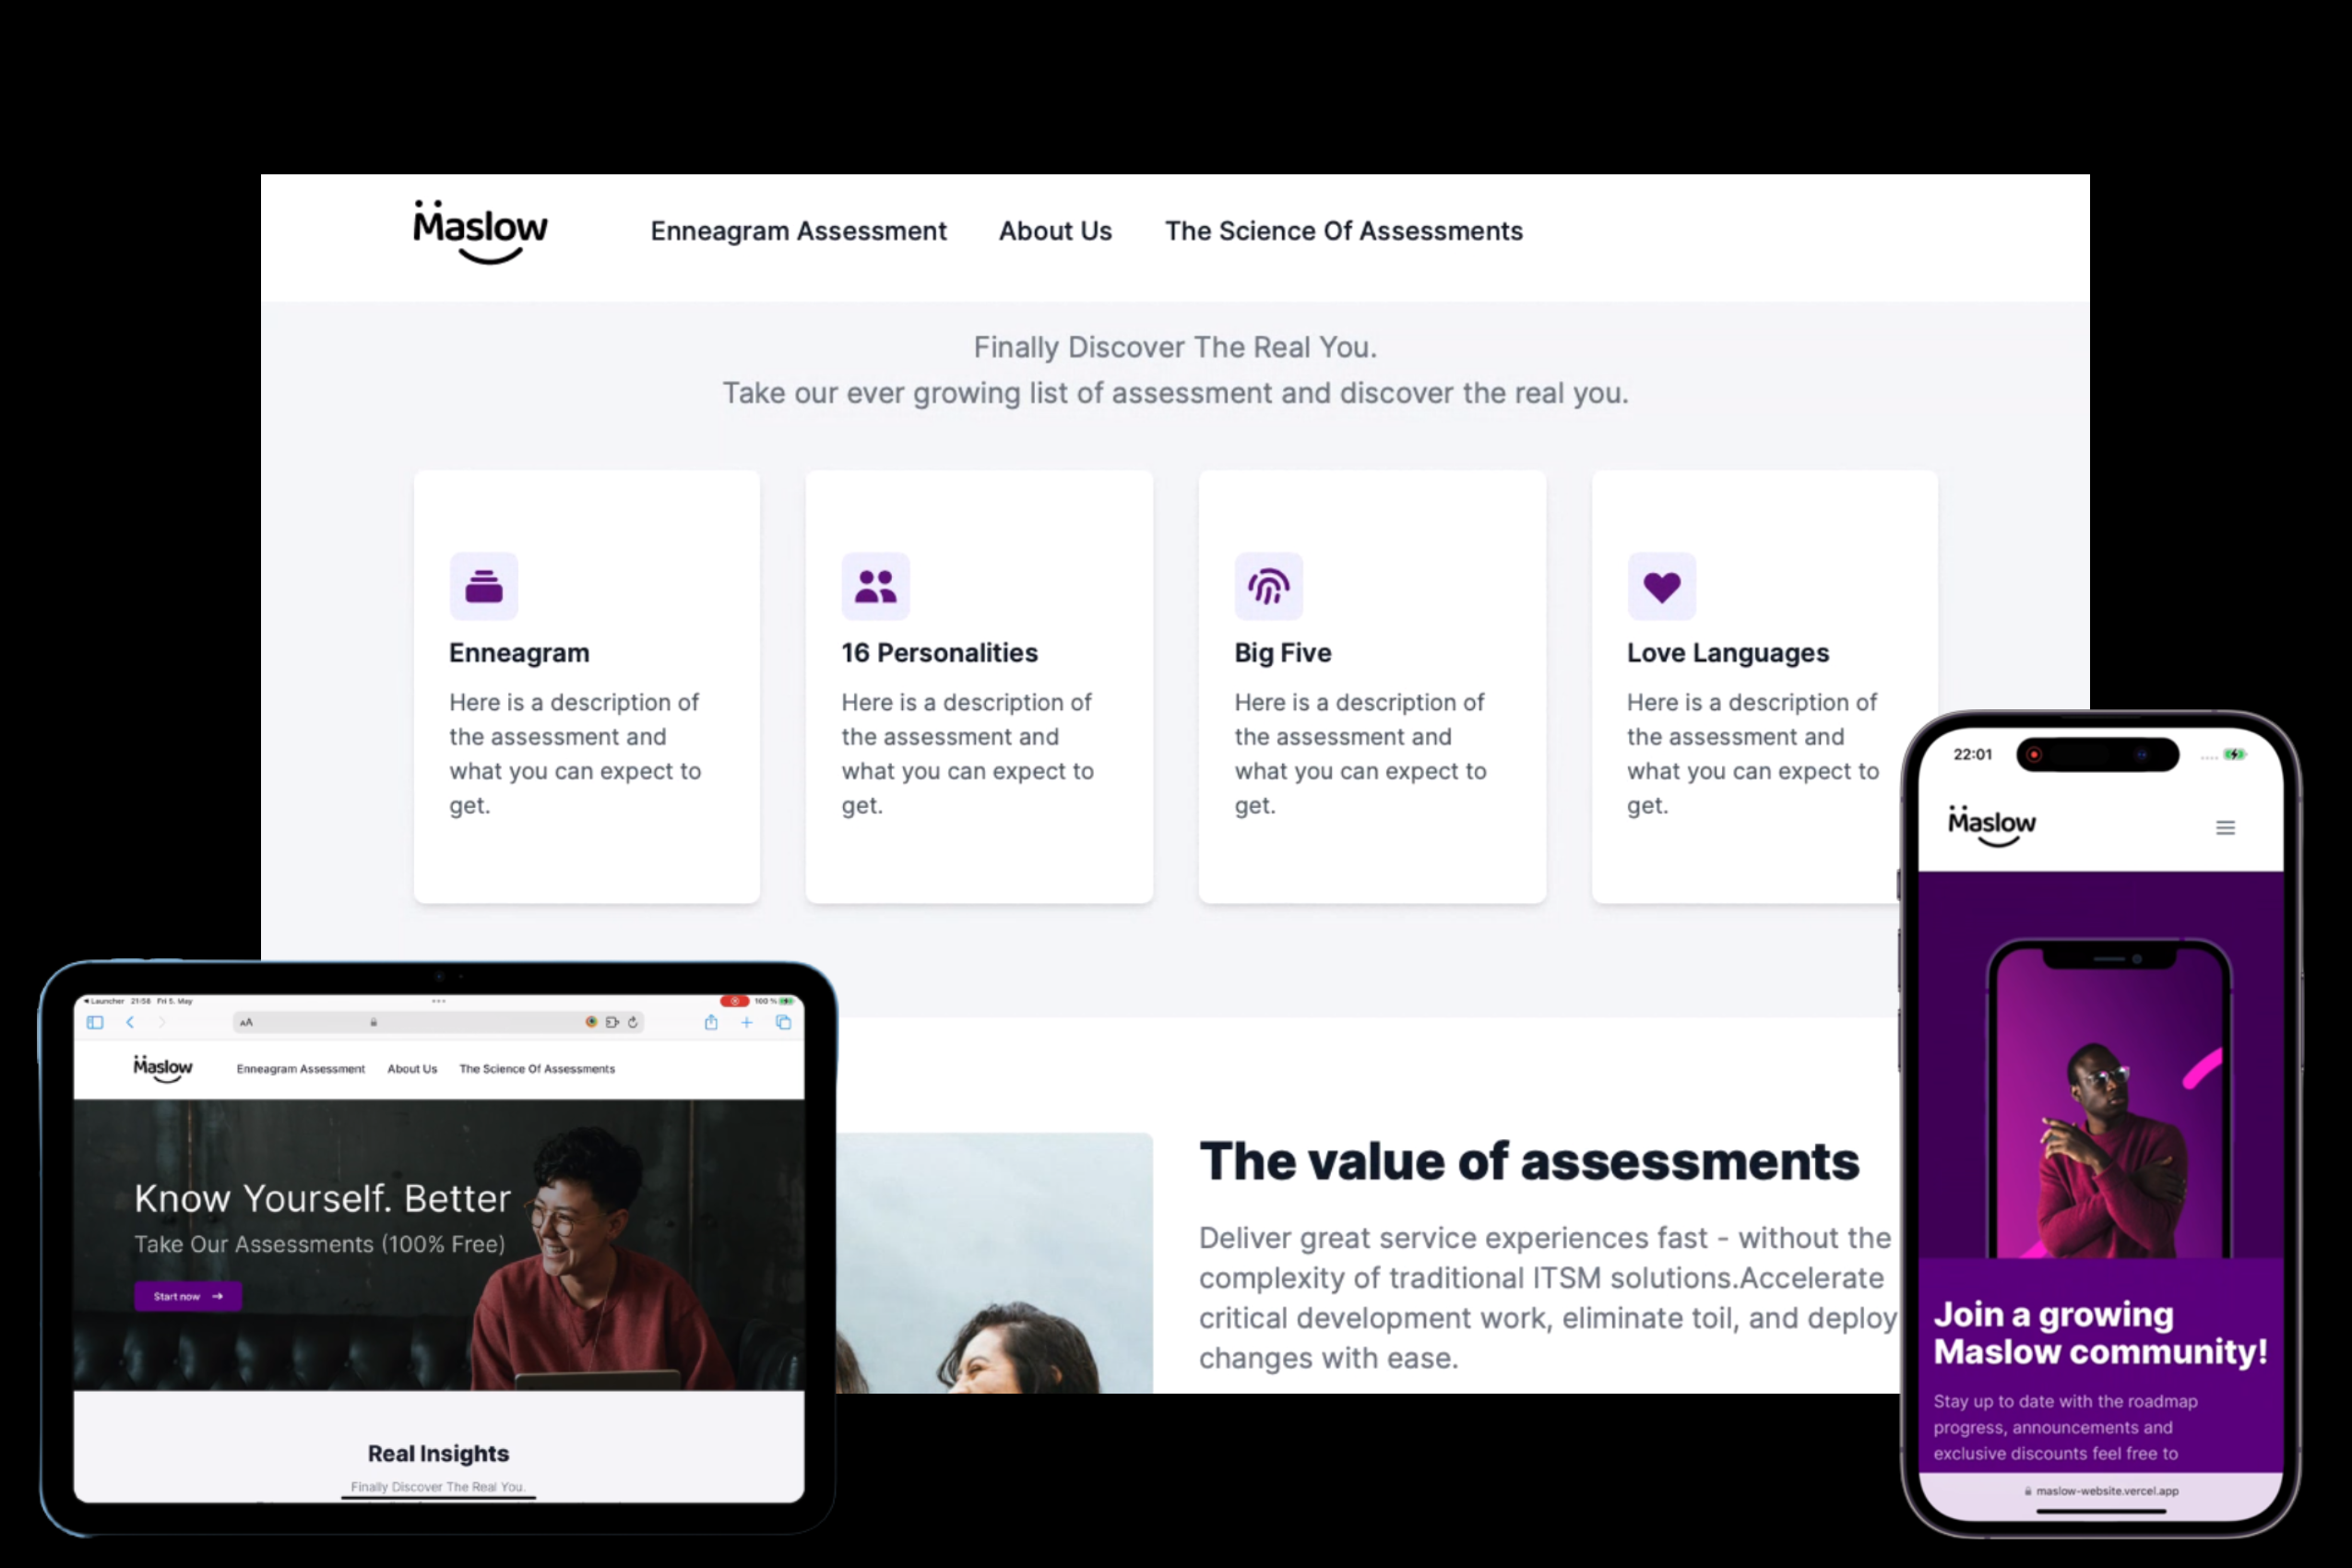 Maslow
Enneagram Assessment About Us The Science Of Assessments
Finally Discover The Real You.
Take our ever growing list of assessment and discover the real you.
Enneagram
Here is a description of
the assessment and
what you can expect to
get.
16 Personalities
Here is a description of
the assessment and
what you can expect to
get.
Big Five
Here is a description of
the assessment and
what you can expect to
get.
Love Languages
Here is a description of
the assessment and
what you can expect to
get.
The value of assessments
Deliver great service experiences fast - without the
complexity of traditional ITSM solutions.Accelerate
critical development work, eliminate toil, and deploy
changes with ease.
Launcher 21:58 Fri 5. May
100 %
AA
Maslow
Enneagram Assessment About Us The Science Of Assessments
Know Yourself. Better
Take Our Assessments (100% Free)
Start now
Real Insights
Finally Discover The Real You.
22:01
Maslow
Join a growing
Maslow community!
Stay up to date with the roadmap
progress, announcements and
exclusive discounts feel free to
maslow-website.vercel.app